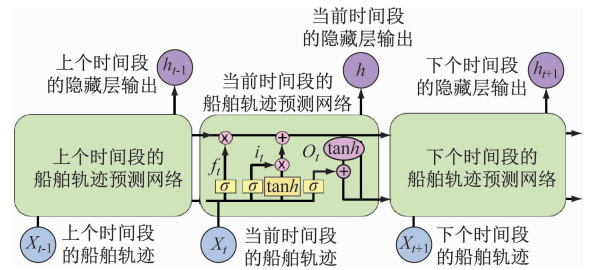 上个时间段
的隐藏层输出
h_{t-1}
当前时间段
的隐藏层输出
h
下个时间段
的隐藏层输出
h_{t+1}
当前时间段的
船舶轨迹预测网络
上个时间段的
船舶轨迹预测网络
×
+
f_t
i_t
×
O_t
tanh
+
σ
σ
tanh
σ
下个时间段的
船舶轨迹预测网络
X_{t-1}
上个时间段
的船舶轨迹
X_t
当前时间段
的船舶轨迹
X_{t+1}
下个时间段
的船舶轨迹